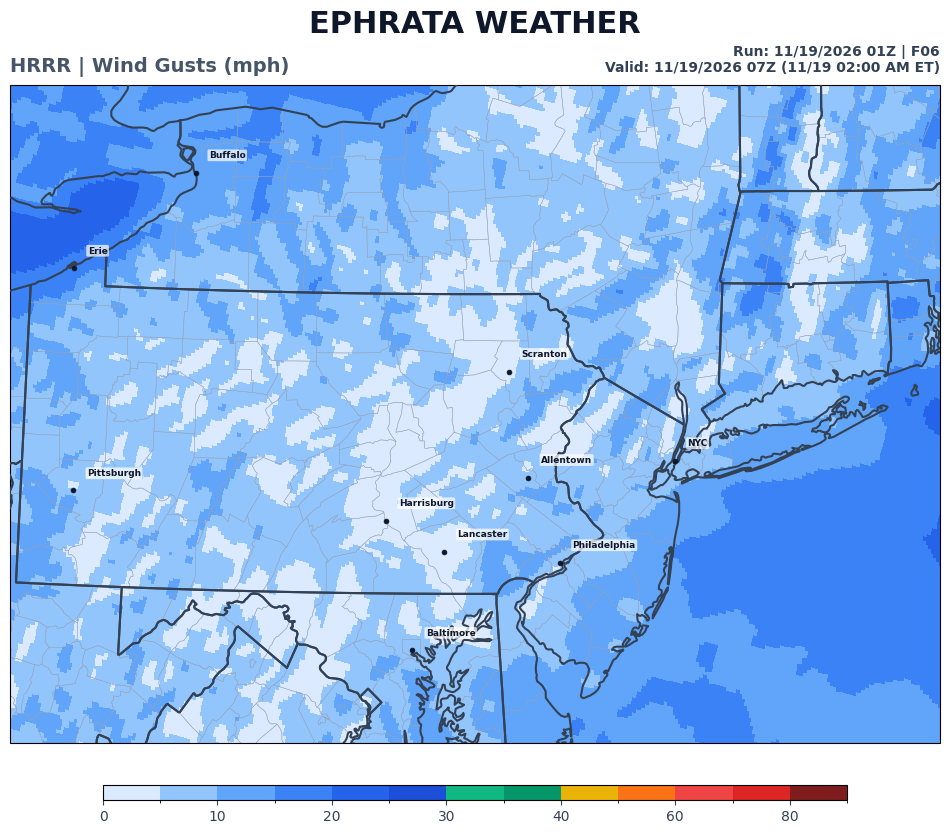 EPHRATA WEATHER
HRRR | Wind Gusts (mph)
Run: 11/19/2026 01Z | F06
Valid: 11/19/2026 07Z (11/19 02:00 AM ET)
Buffalo
Erie
Scranton
NYC
Allentown
Pittsburgh
Harrisburg
Lancaster
Philadelphia
Baltimore
0 10 20 30 40 50 60 70 80